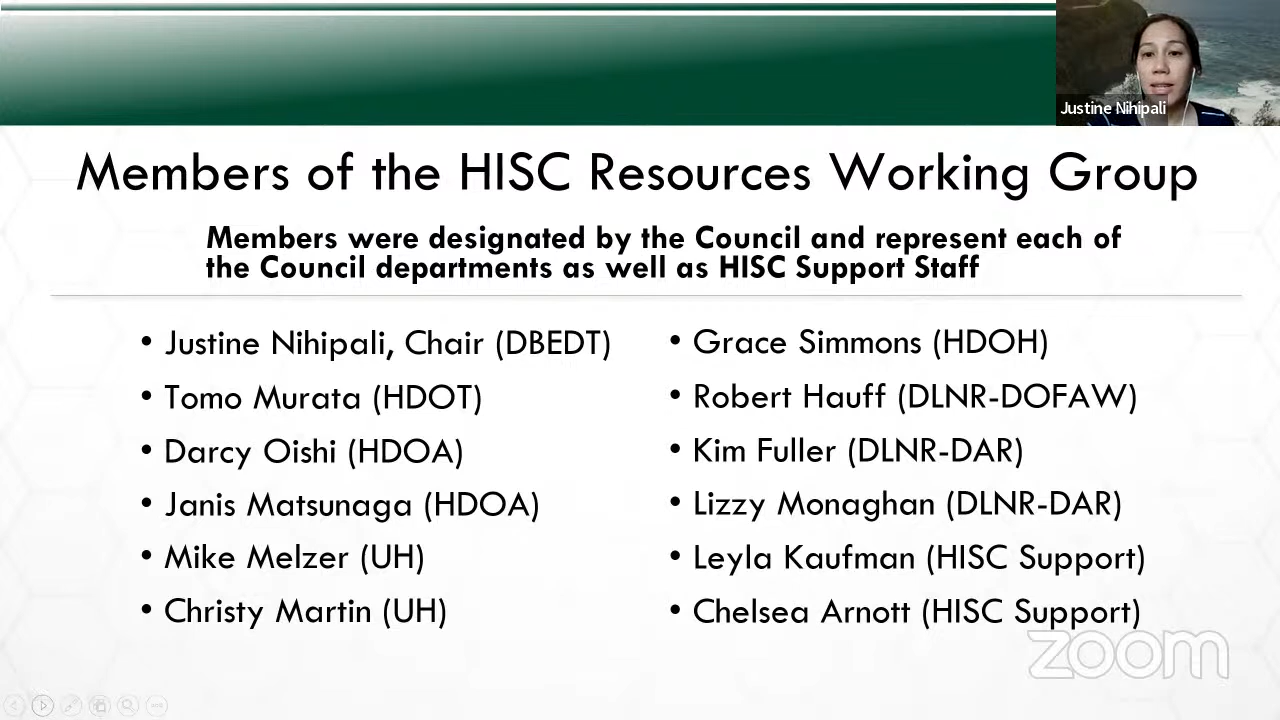 Justine Nihipali
Members of the HISC Resources Working Group
Members were designated by the Council and represent each of
the Council departments as well as HISC Support Staff
• Justine Nihipali, Chair (DBEDT)
• Tomo Murata (HDOT)
• Darcy Oishi (HDOA)
• Janis Matsunaga (HDOA)
• Mike Melzer (UH)
• Christy Martin (UH)
• Grace Simmons (HDOH)
• Robert Hauff (DLNR-DOFAW)
• Kim Fuller (DLNR-DAR)
• Lizzy Monaghan (DLNR-DAR)
• Leyla Kaufman (HISC Support)
• Chelsea Arnott (HISC Support)
zoom